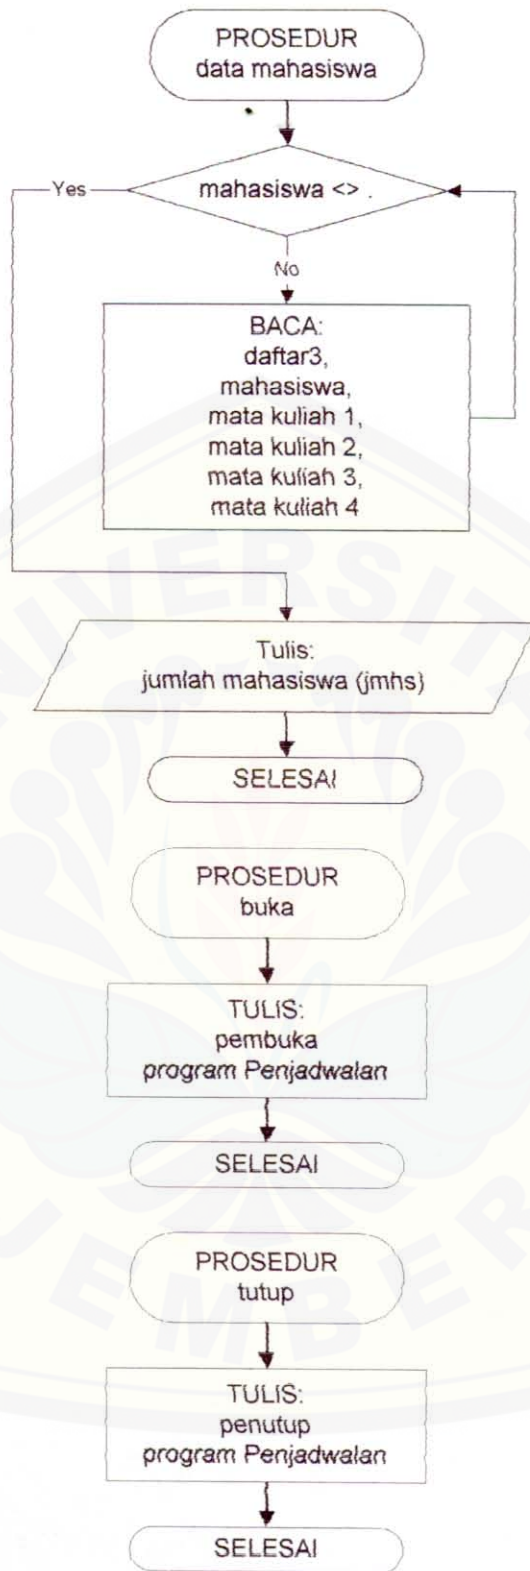 PROSEDUR
data mahasiswa
Yes
mahasiswa <> .
No
BACA:
daftar3,
mahasiswa,
mata kuliah 1,
mata kuliah 2,
mata kuliah 3,
mata kuliah 4
Tulis:
jumlah mahasiswa (jmhs)
SELESAI
PROSEDUR
buka
TULIS:
pembuka
program Penjadwalan
SELESAI
PROSEDUR
tutup
TULIS:
penutup
program Penjadwalan
SELESAI
UNIVERSITA
JEMBER